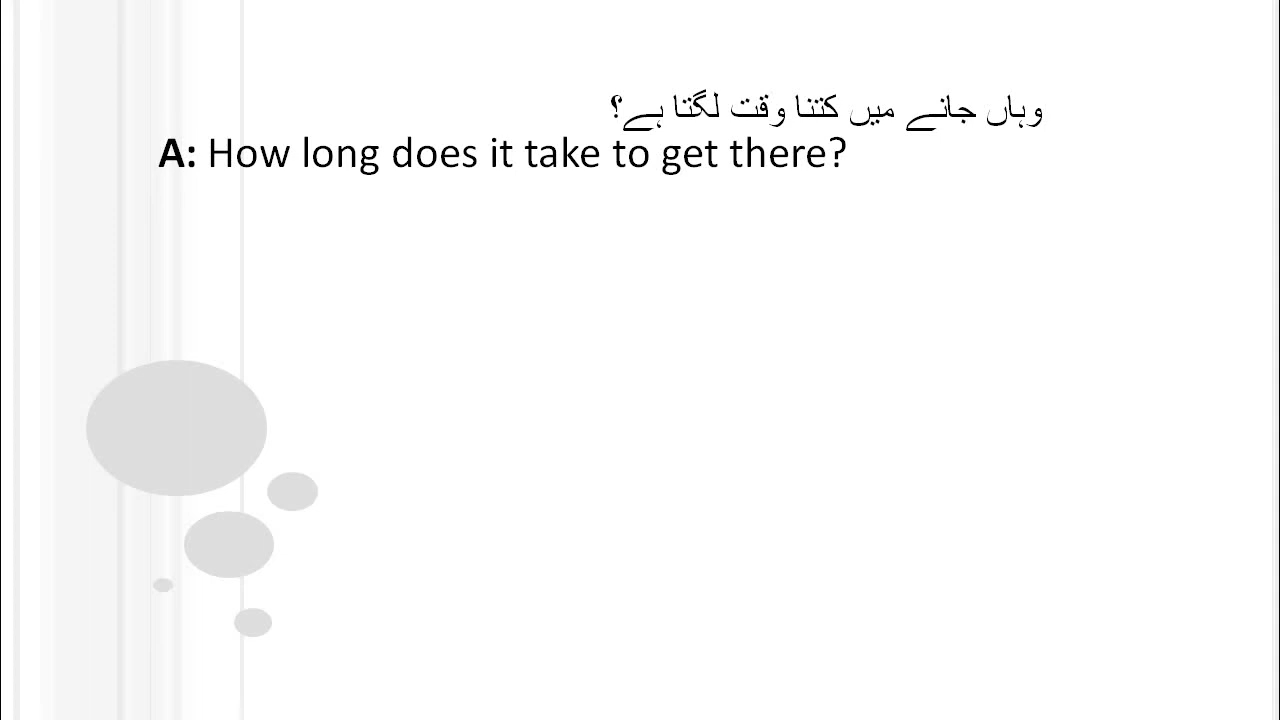 وہاں جانے میں کتنا وقت لگتا ہے؟
A: How long does it take to get there?